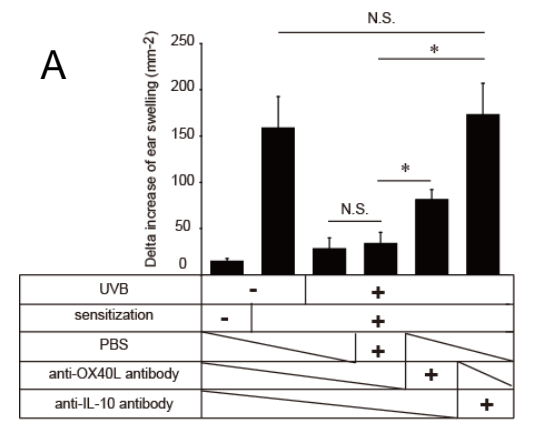 A
Delta increase of ear swelling (mm-2)
250
200
150
100
50
0
N.S.
*
*
N.S.
UVB - +
sensitization - +
PBS +
anti-OX40L antibody +
anti-IL-10 antibody +